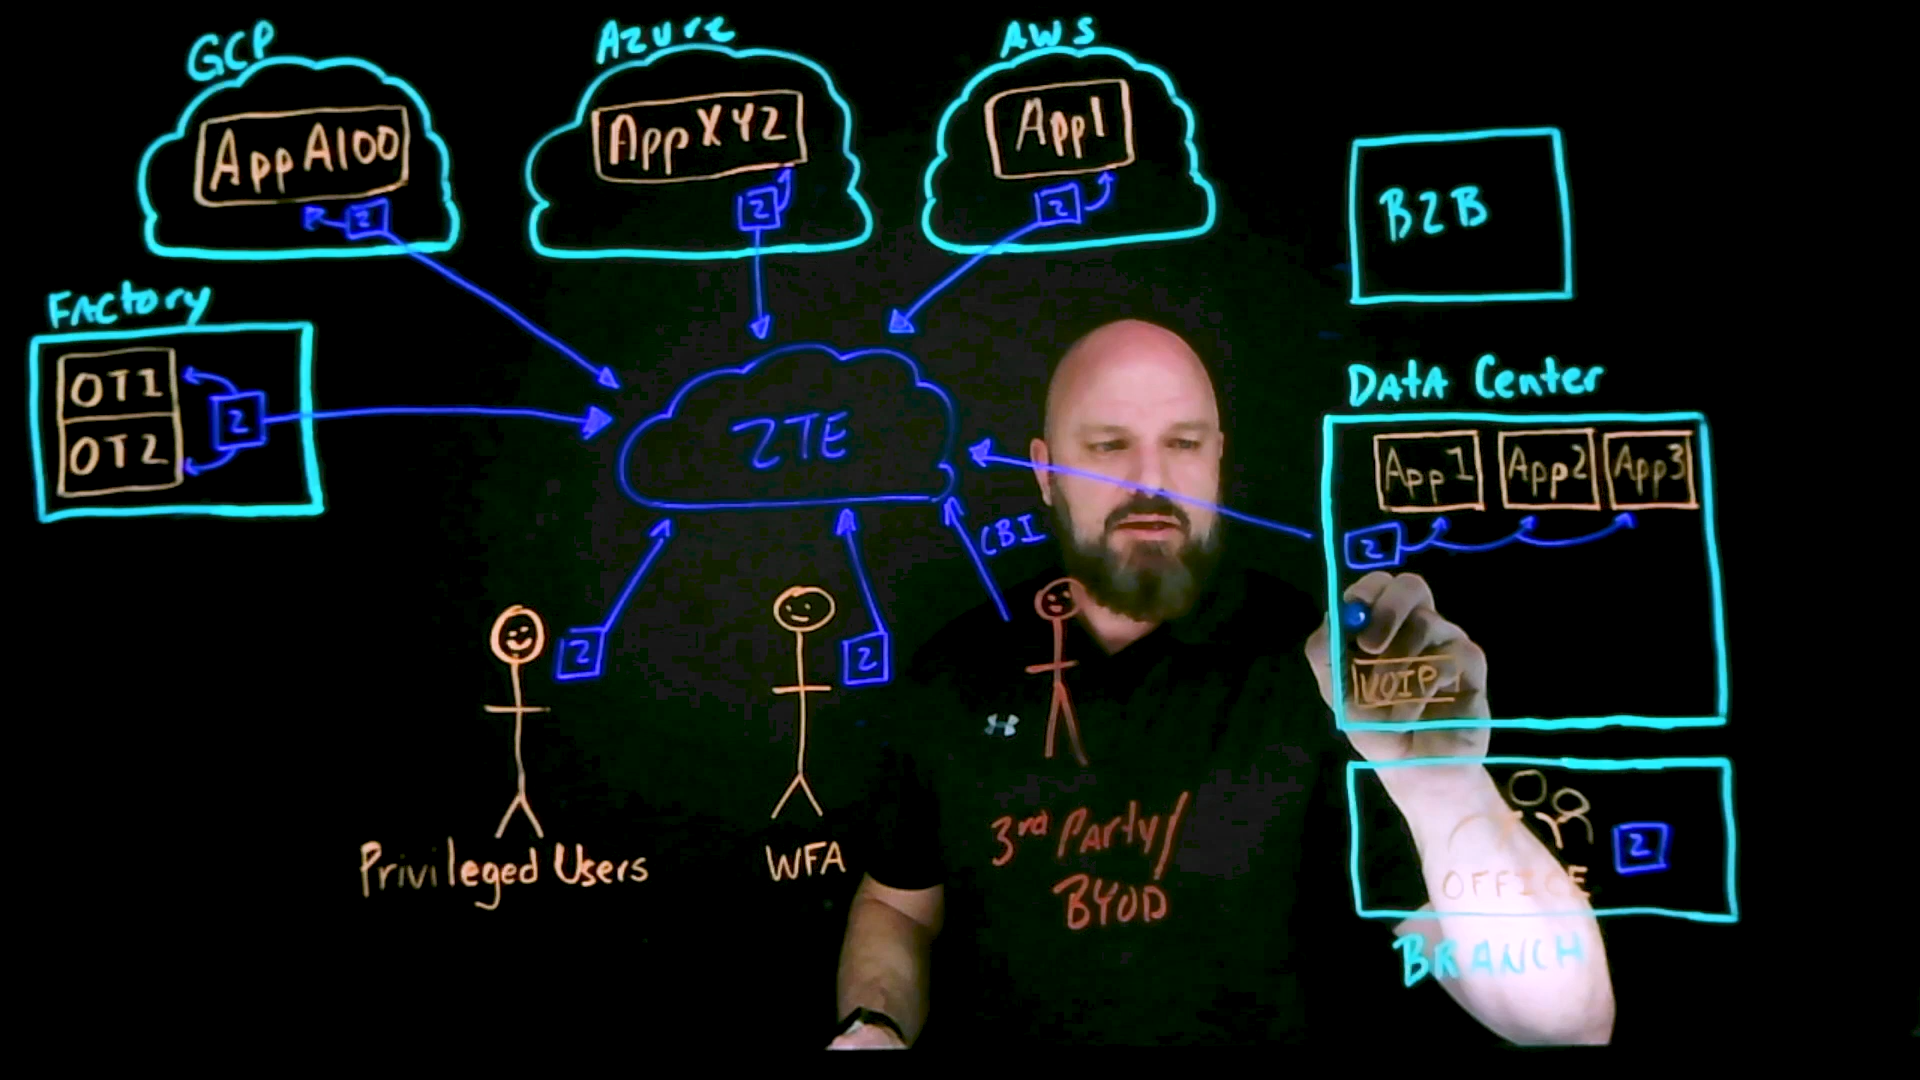 GCP
Azure
AWS
App A100
App XYZ
App1
Z
Z
Z
B2B
Factory
OT1
OT2
Z
ZTE
Data Center
App1
App2
App3
Z
CBI
Z
Z
VOIP
Privileged Users
WFA
3rd Party/
BYOD
Z
OFFICE
BRANCH